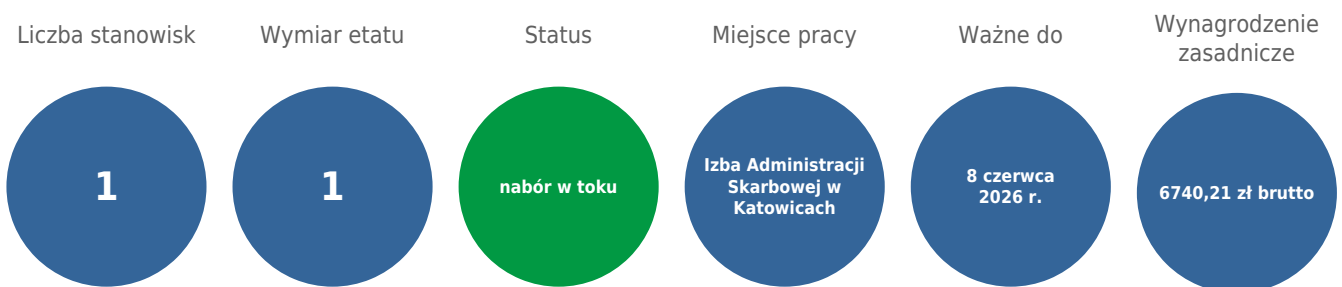 Liczba stanowisk
Wymiar etatu
Status
Miejsce pracy
Ważne do
Wynagrodzenie
zasadnicze
1
1
nabór w toku
Izba Administracji
Skarbowej w
Katowicach
8 czerwca
2026 r.
6740,21 zł brutto